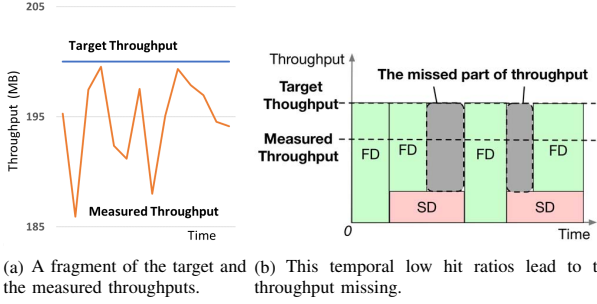 205
Target Throughput
195
Throughput (MB)
Measured Throughput
185
Time
(a) A fragment of the target and
the measured throughputs.
Throughput
The missed part of throughput
Target
Thoughput
Measured
Throughput
FD
FD
FD
FD
SD
SD
0
Time
(b) This temporal low hit ratios lead to t
throughput missing.